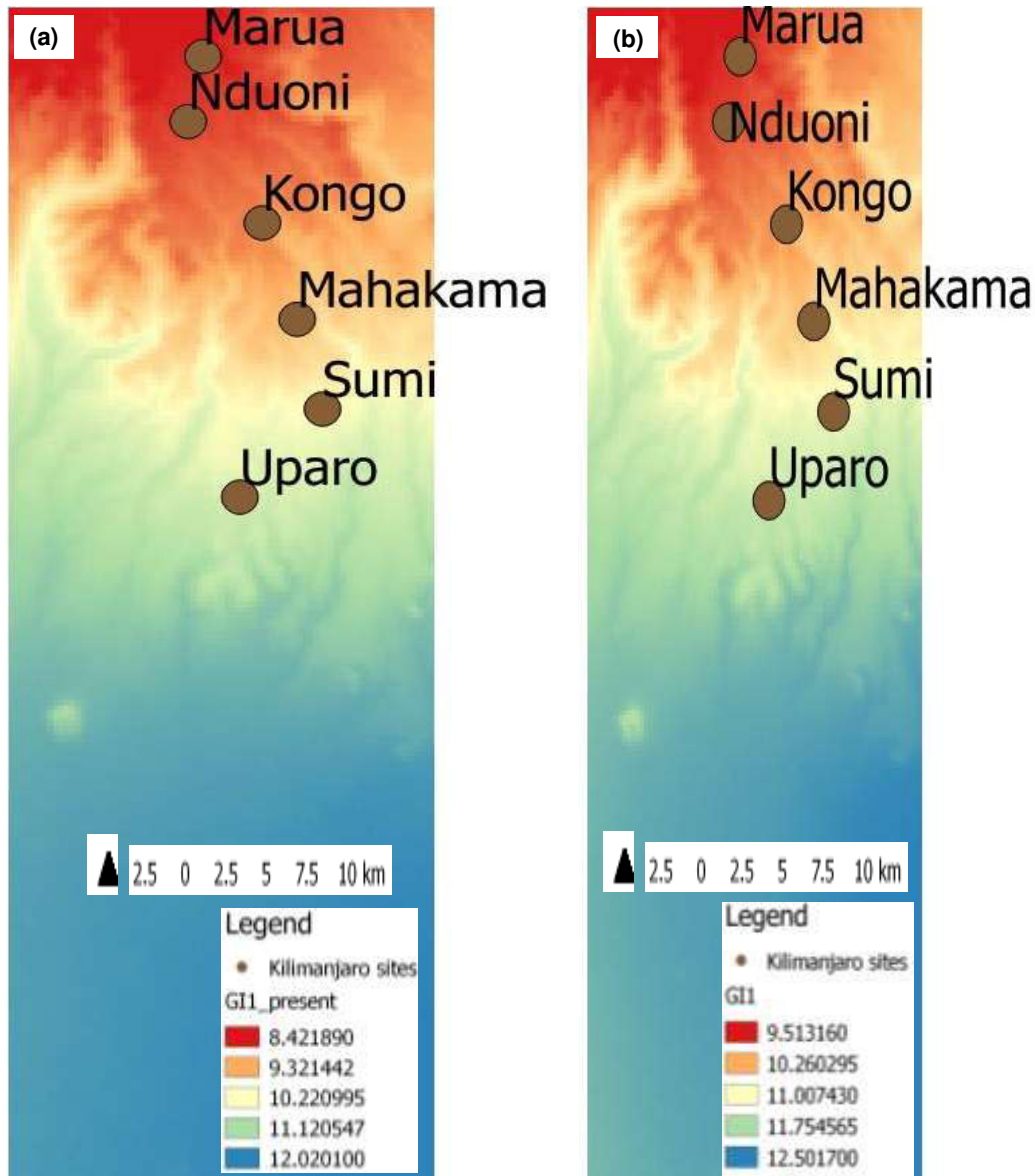 (a)
Marua
Nduoni
Kongo
Mahakama
Sumi
Uparo
2.5 0 2.5 5 7.5 10 km
Legend
Kilimanjaro sites
GI1_present
8.421890
9.321442
10.220995
11.120547
12.020100
(b)
Marua
Nduoni
Kongo
Mahakama
Sumi
Uparo
2.5 0 2.5 5 7.5 10 km
Legend
Kilimanjaro sites
GI1
9.513160
10.260295
11.007430
11.754565
12.501700